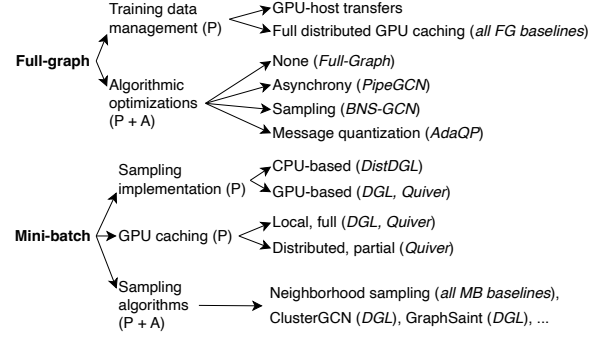 Training data
management (P)
GPU-host transfers
Full distributed GPU caching (all FG baselines)
Full-graph
Algorithmic
optimizations
(P + A)
None (Full-Graph)
Asynchrony (PipeGCN)
Sampling (BNS-GCN)
Message quantization (AdaQP)
Mini-batch
Sampling
implementation (P)
CPU-based (DistDGL)
GPU-based (DGL, Quiver)
GPU caching (P)
Local, full (DGL, Quiver)
Distributed, partial (Quiver)
Sampling
algorithms
(P + A)
Neighborhood sampling (all MB baselines),
ClusterGCN (DGL), GraphSaint (DGL), ...